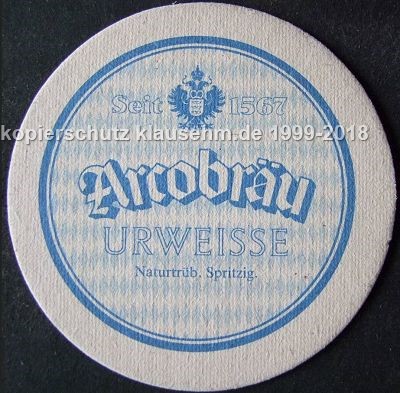 Seit 1567
kopierschutz klausehm.de 1999-2018
Arcobräu
URWEISSE
Naturtrüb. Spritzig.